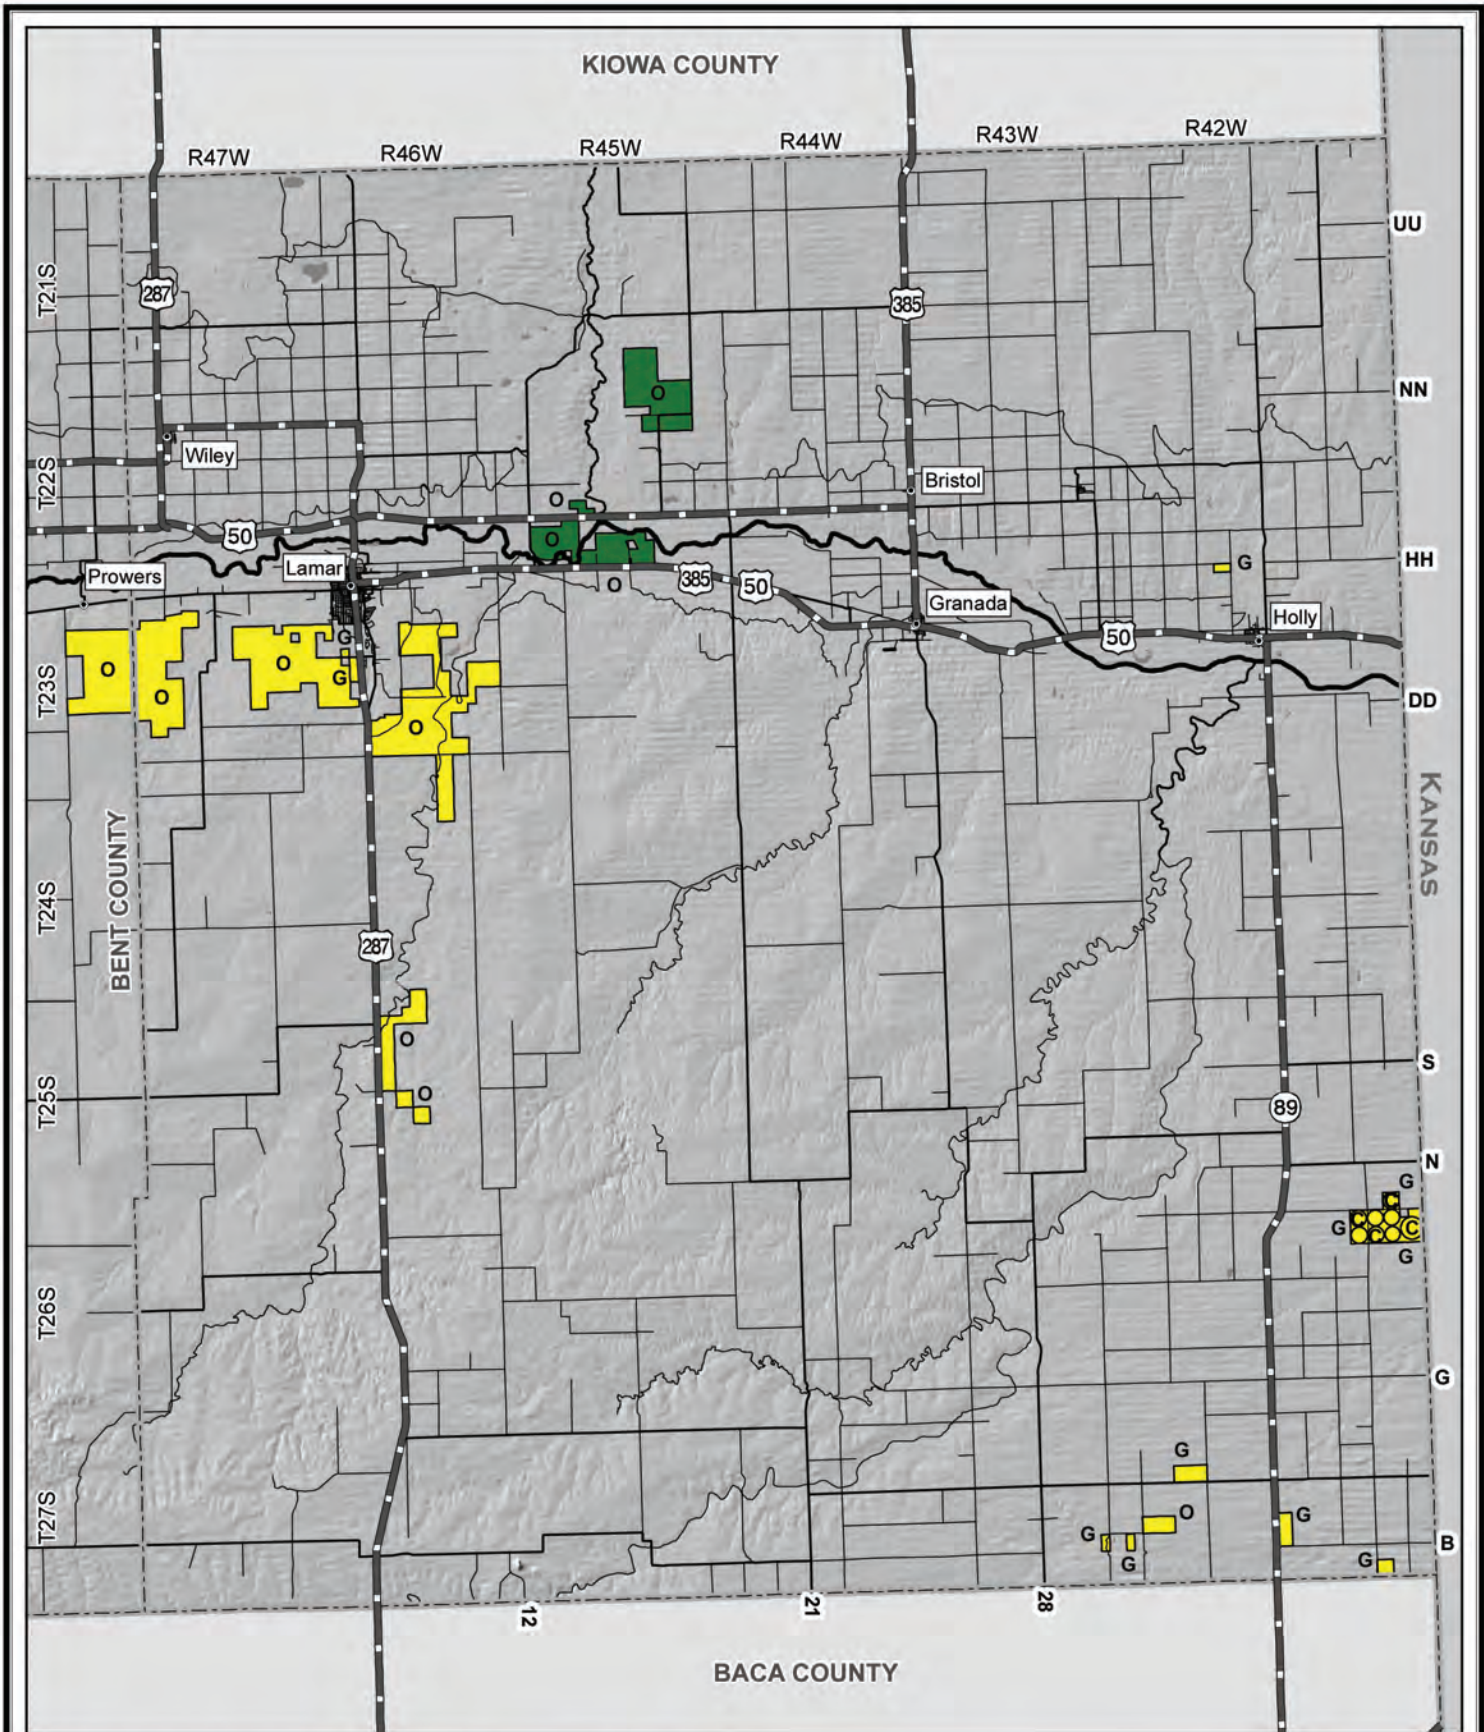 KIOWA COUNTY
R47W
R46W
R45W
R44W
R43W
R42W
UU
T21S
287
385
NN
Wiley
T22S
Bristol
O
50
O
HH
G
Prowers
Lamar
385
50
O
Granada
Holly
50
G
O
O
O
G
T23S
DD
O
KANSAS
BENT COUNTY
T24S
287
O
S
O
T25S
89
N
G
C
C
G
C
C
G
T26S
G
G
T27S
O
G
G
G
B
G
12
21
28
BACA COUNTY
O